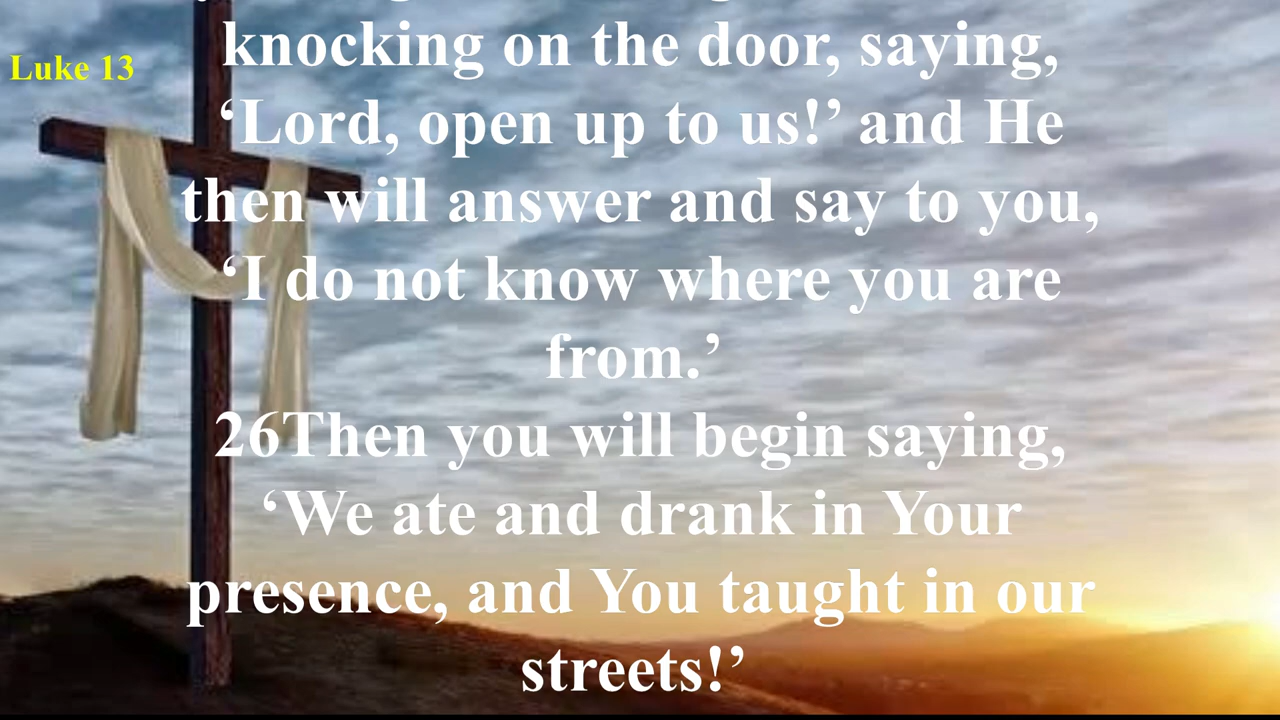 Luke 13
knocking on the door, saying,
‘Lord, open up to us!’ and He
then will answer and say to you,
‘I do not know where you are
from.’
26Then you will begin saying,
‘We ate and drank in Your
presence, and You taught in our
streets!’